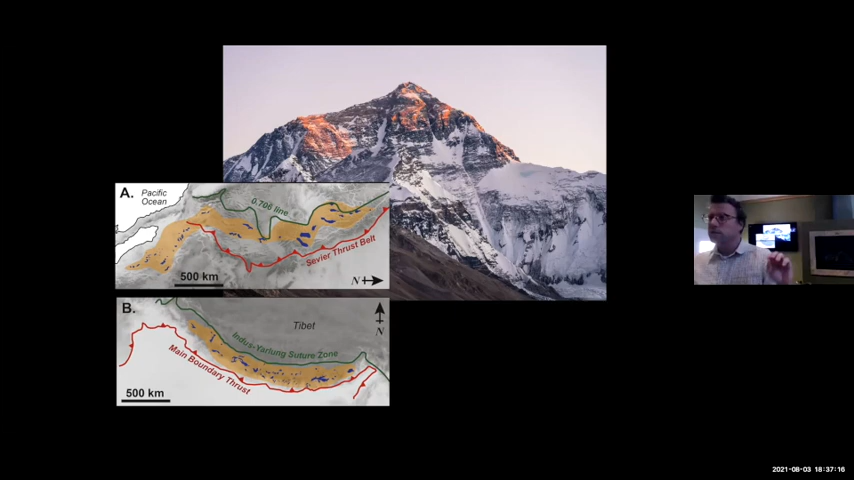 A.
Pacific
Ocean
0.706 line
Sevier Thrust Belt
500 km
N
B.
Tibet
N
Indus-Yarlung Suture Zone
Main Boundary Thrust
500 km
2021-08-03 18:37:16